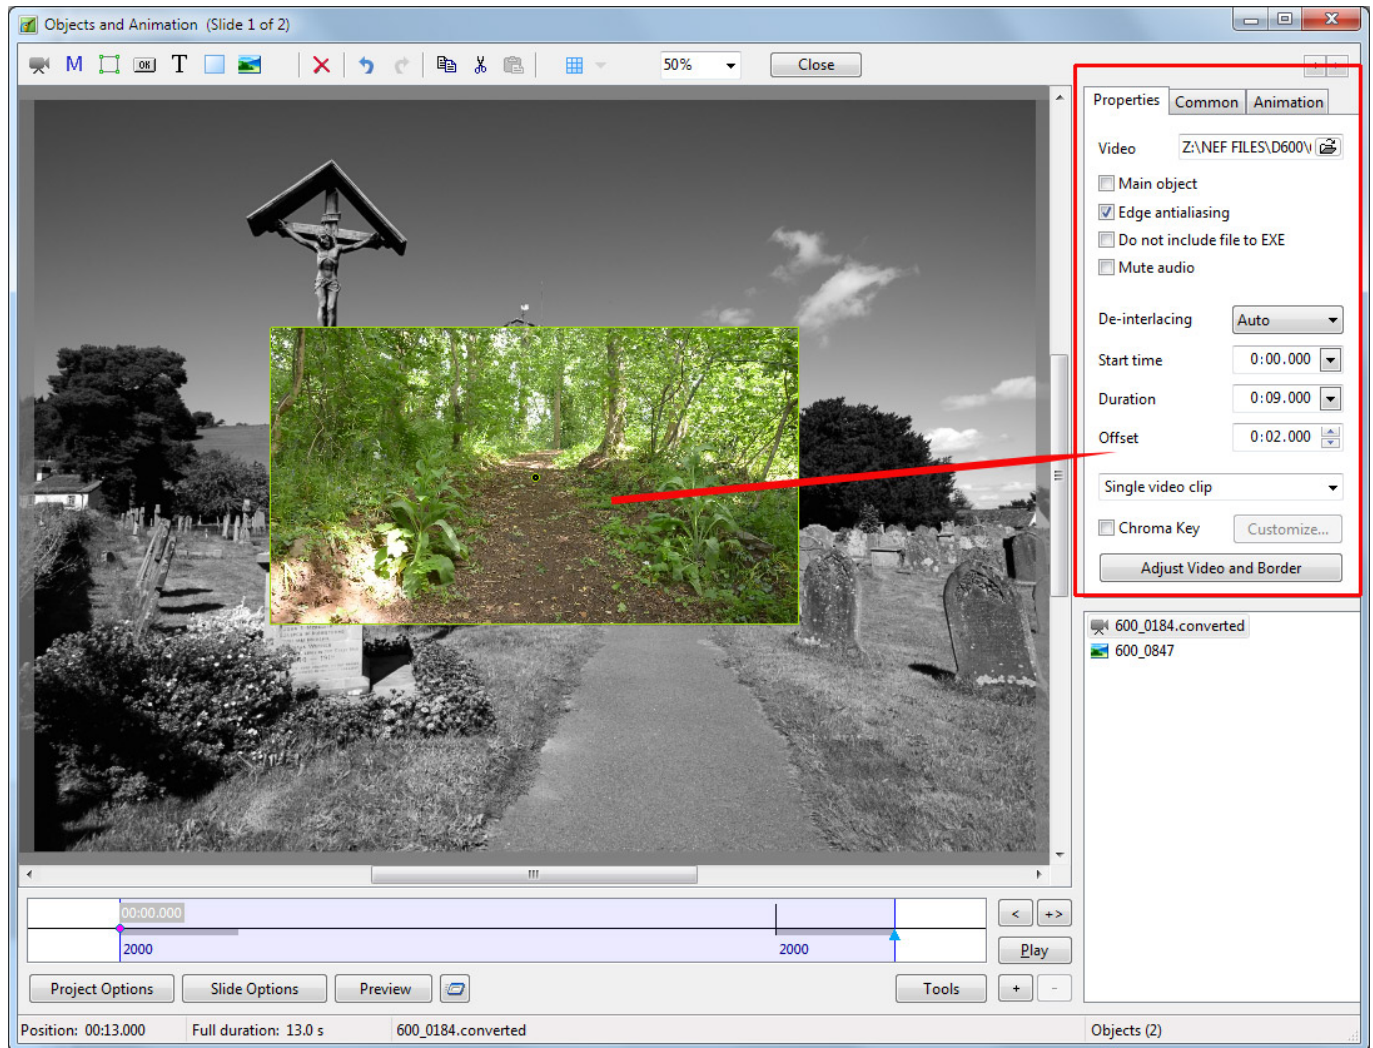 Objects and Animation (Slide 1 of 2)
M OK T 50% Close
Properties Common Animation
Video Z:\NEF FILES\D600\
Main object
Edge antialiasing
Do not include file to EXE
Mute audio
De-interlacing Auto
Start time 0:00.000
Duration 0:09.000
Offset 0:02.000
Single video clip
Chroma Key Customize...
Adjust Video and Border
600_0184.converted
600_0847
00:00.000
2000 2000
< +>
Play
Project Options Slide Options Preview Tools + -
Position: 00:13.000 Full duration: 13.0 s 600_0184.converted Objects (2)